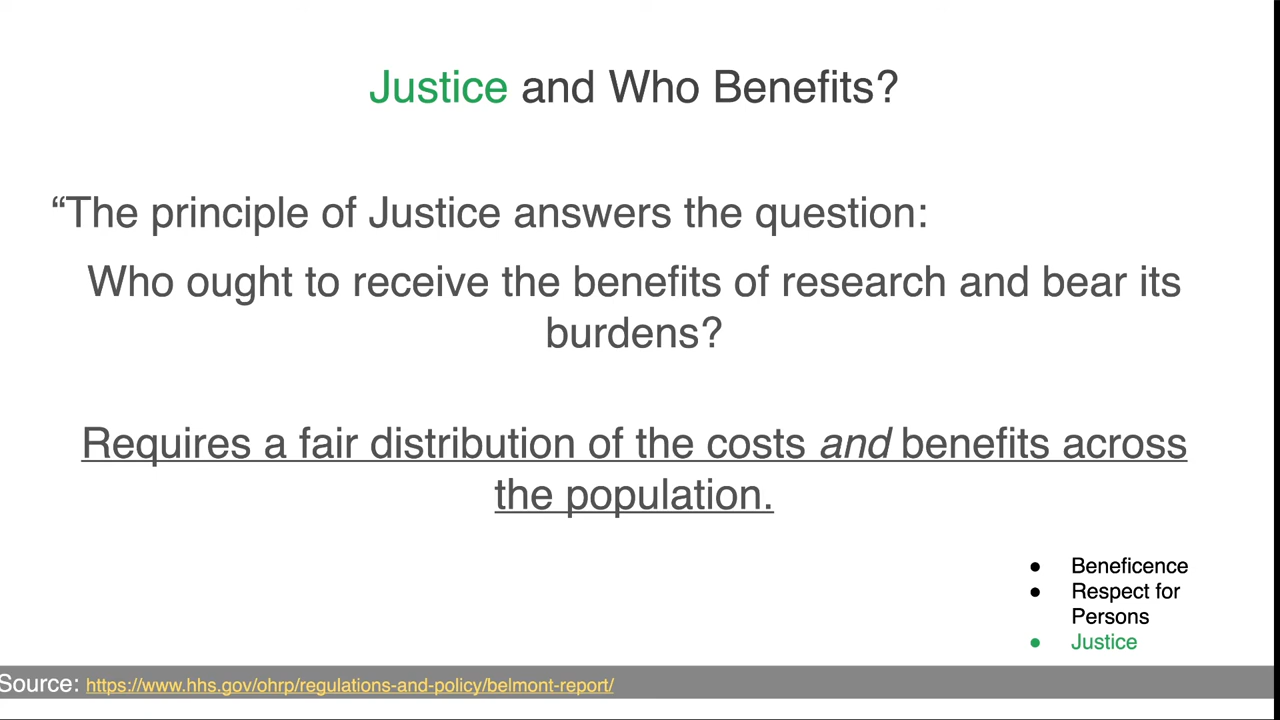 Justice and Who Benefits?
“The principle of Justice answers the question:
Who ought to receive the benefits of research and bear its
burdens?
Requires a fair distribution of the costs and benefits across
the population.
● Beneficence
● Respect for
Persons
● Justice
Source: https://www.hhs.gov/ohrp/regulations-and-policy/belmont-report/